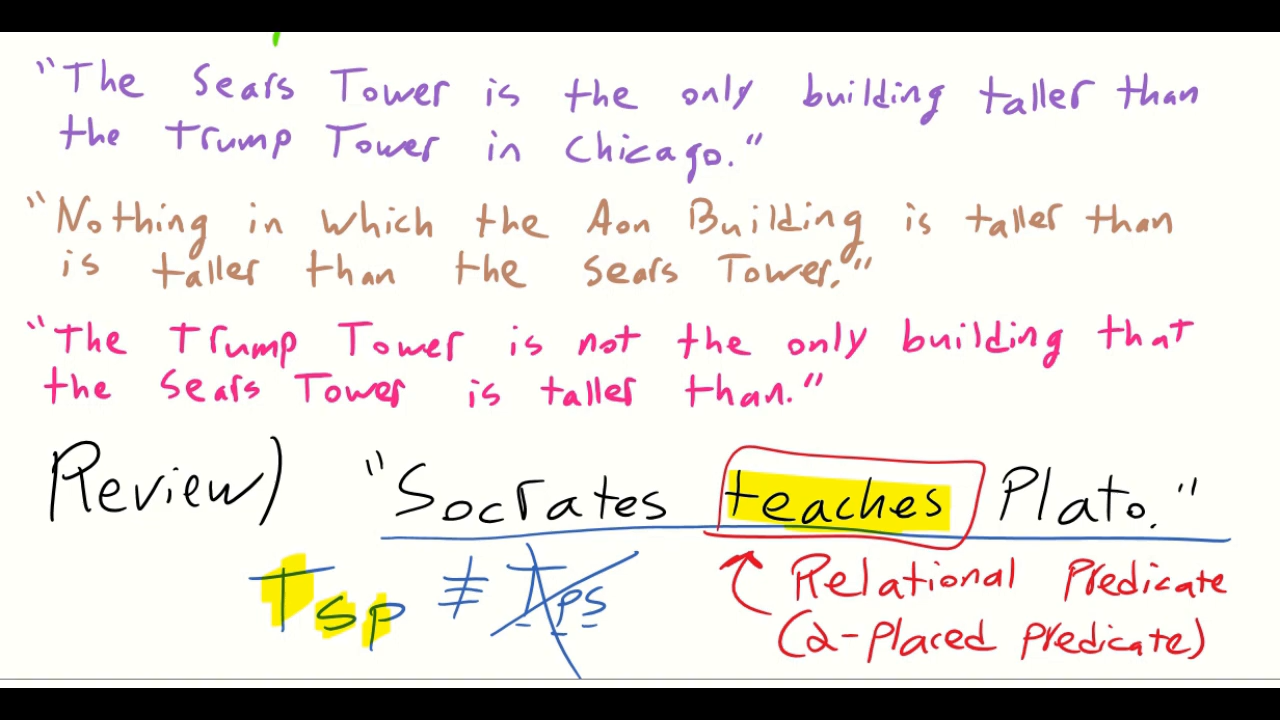 "The Sears Tower is the only building taller than
the Trump Tower in Chicago."
"Nothing in which the Aon Building is taller than
is taller than the Sears Tower."
"The Trump Tower is not the only building that
the Sears Tower is taller than."
Review) "Socrates teaches Plato."
Tsp ≠ Tps
Relational Predicate
(2-placed predicate)